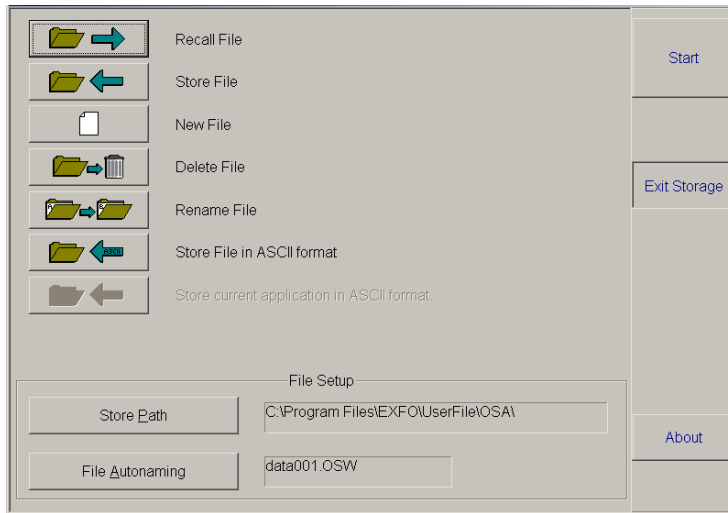 Recall File
Start
Store File
New File
Delete File
Exit Storage
A
B
Rename File
ASCII
Store File in ASCII format
Store current application in ASCII format.
File Setup
Store Path
C:\Program Files\EXFO\UserFile\OSA\
About
File Autonaming
data001.OSW